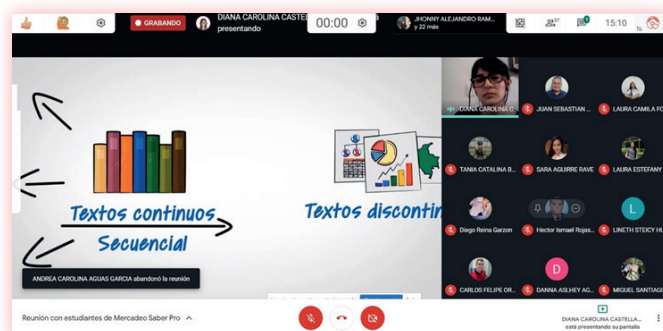 GRABANDO
DIANA CAROLINA CASTE
presentando
00:00
JHONNY ALEJANDRO RAM...
y 22 más
15:10
Tú
Textos continuos
Secuencial
Textos discontin
DIANA CAROLINA C
JUAN SEBASTIAN ...
LAURA CAMILA FO
TANIA CATALINA B...
SARA AGUIRRE RAVE
LAURA ESTEFANY
Diego Reina Garzon
Hector Ismael Rojas...
L
LINETH STEICY HU
CARLOS FELIPE OR...
D
DANNA ASLHEY AG...
MIGUEL SANTIAGO
ANDREA CAROLINA AGUAS GARCIA abandonó la reunión
Reunión con estudiantes de Mercadeo Saber Pro
DIANA CAROLINA CASTELLA...
está presentando su pantalla